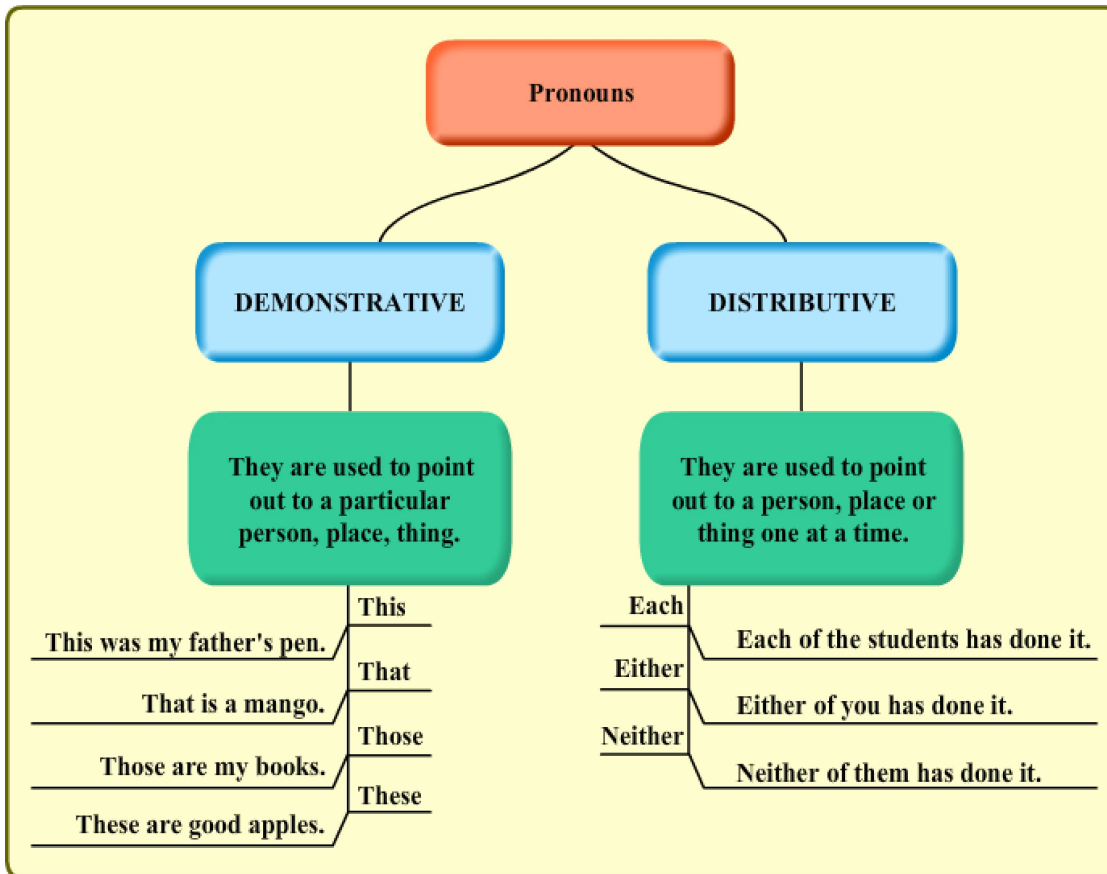 Pronouns
DEMONSTRATIVE
They are used to point
out to a particular
person, place, thing.
This
This was my father's pen.
That
That is a mango.
Those
Those are my books.
These
These are good apples.
DISTRIBUTIVE
They are used to point
out to a person, place or
thing one at a time.
Each
Each of the students has done it.
Either
Either of you has done it.
Neither
Neither of them has done it.